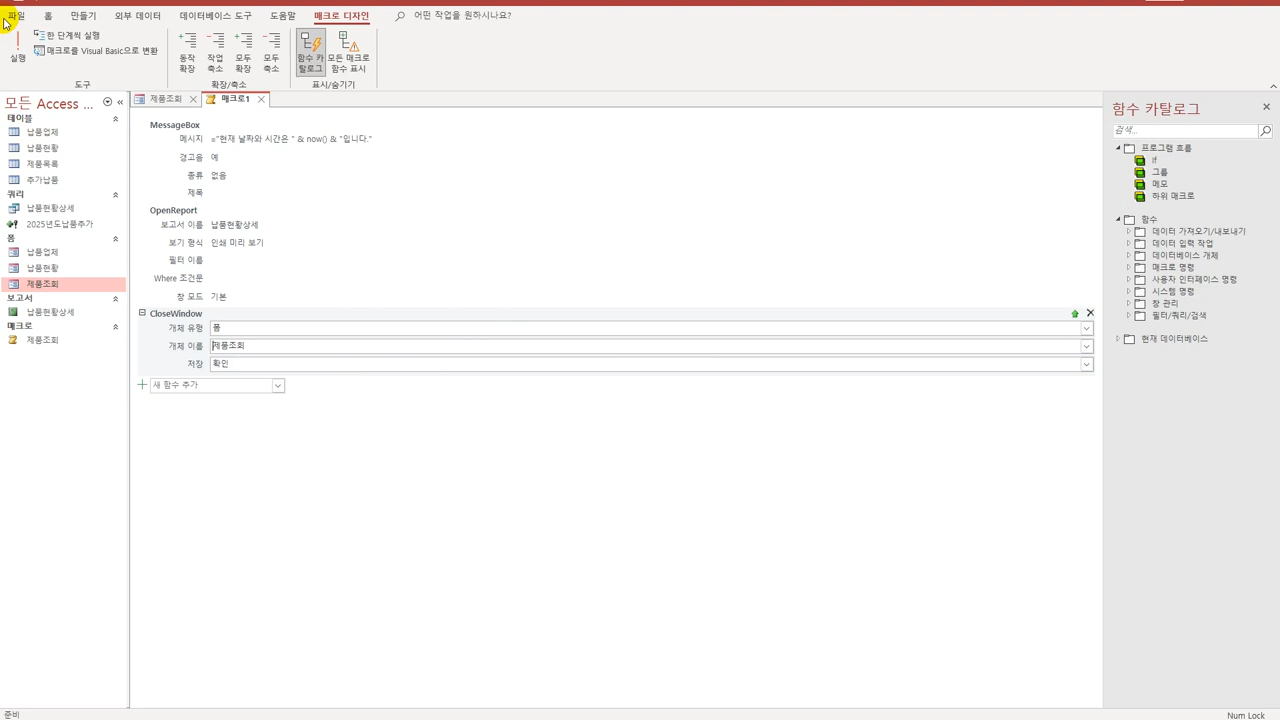 파일 홈 만들기 외부 데이터 데이터베이스 도구 도움말 매크로 디자인 어떤 작업을 원하시나요?
실행
한 단계씩 실행
매크로를 Visual Basic으로 변환
도구
동작 확장
작업 축소
모두 확장
모두 축소
확장/축소
함수 카탈로그
모든 매크로 함수 표시
표시/숨기기
모든 Access ...
테이블
납품업체
납품현황
제품목록
추가납품
쿼리
납품현황상세
2025년도납품추가
폼
납품업체
납품현황
제품조회
보고서
납품현황상세
매크로
제품조회
제품조회 매크로1
MessageBox
메시지 ="현재 날짜와 시간은 " & now() & "입니다."
경고음 예
종류 없음
제목
OpenReport
보고서 이름 납품현황상세
보기 형식 인쇄 미리 보기
필터 이름
Where 조건문
창 모드 기본
CloseWindow
개체 유형 폼
개체 이름 제품조회
저장 확인
새 함수 추가
함수 카탈로그
검색...
프로그램 흐름
If
그룹
메모
하위 매크로
함수
데이터 가져오기/내보내기
데이터 입력 작업
데이터베이스 개체
매크로 명령
사용자 인터페이스 명령
시스템 명령
창 관리
필터/쿼리/검색
현재 데이터베이스
준비
Num Lock